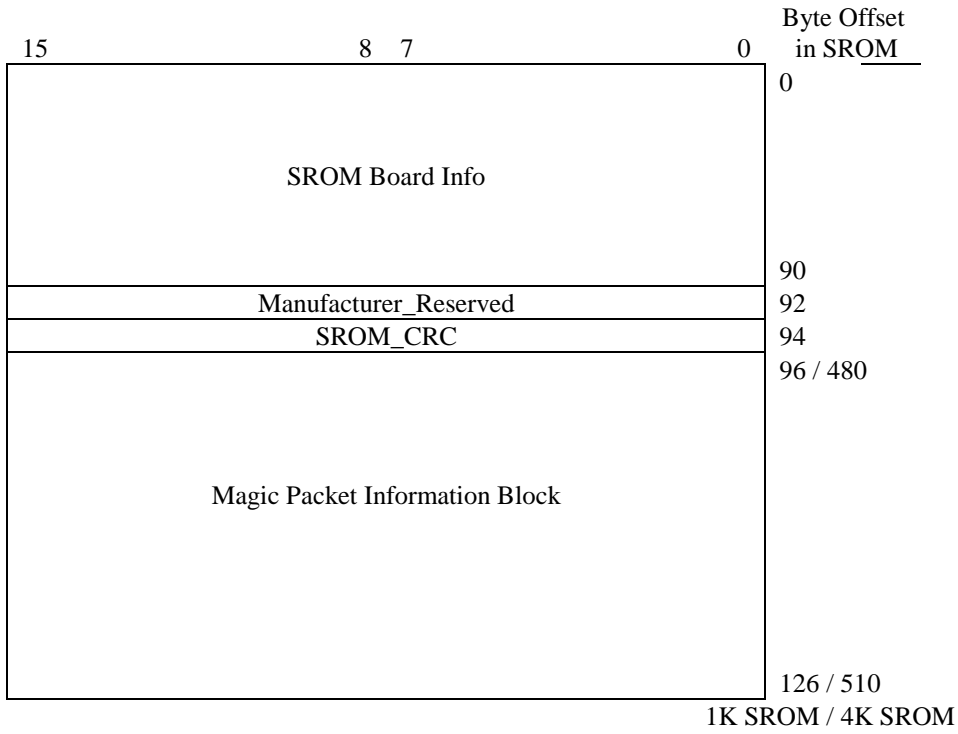 Byte Offset
15 8 7 0 in SROM
0
SROM Board Info
90
Manufacturer_Reserved 92
SROM_CRC 94
96 / 480
Magic Packet Information Block
126 / 510
1K SROM / 4K SROM